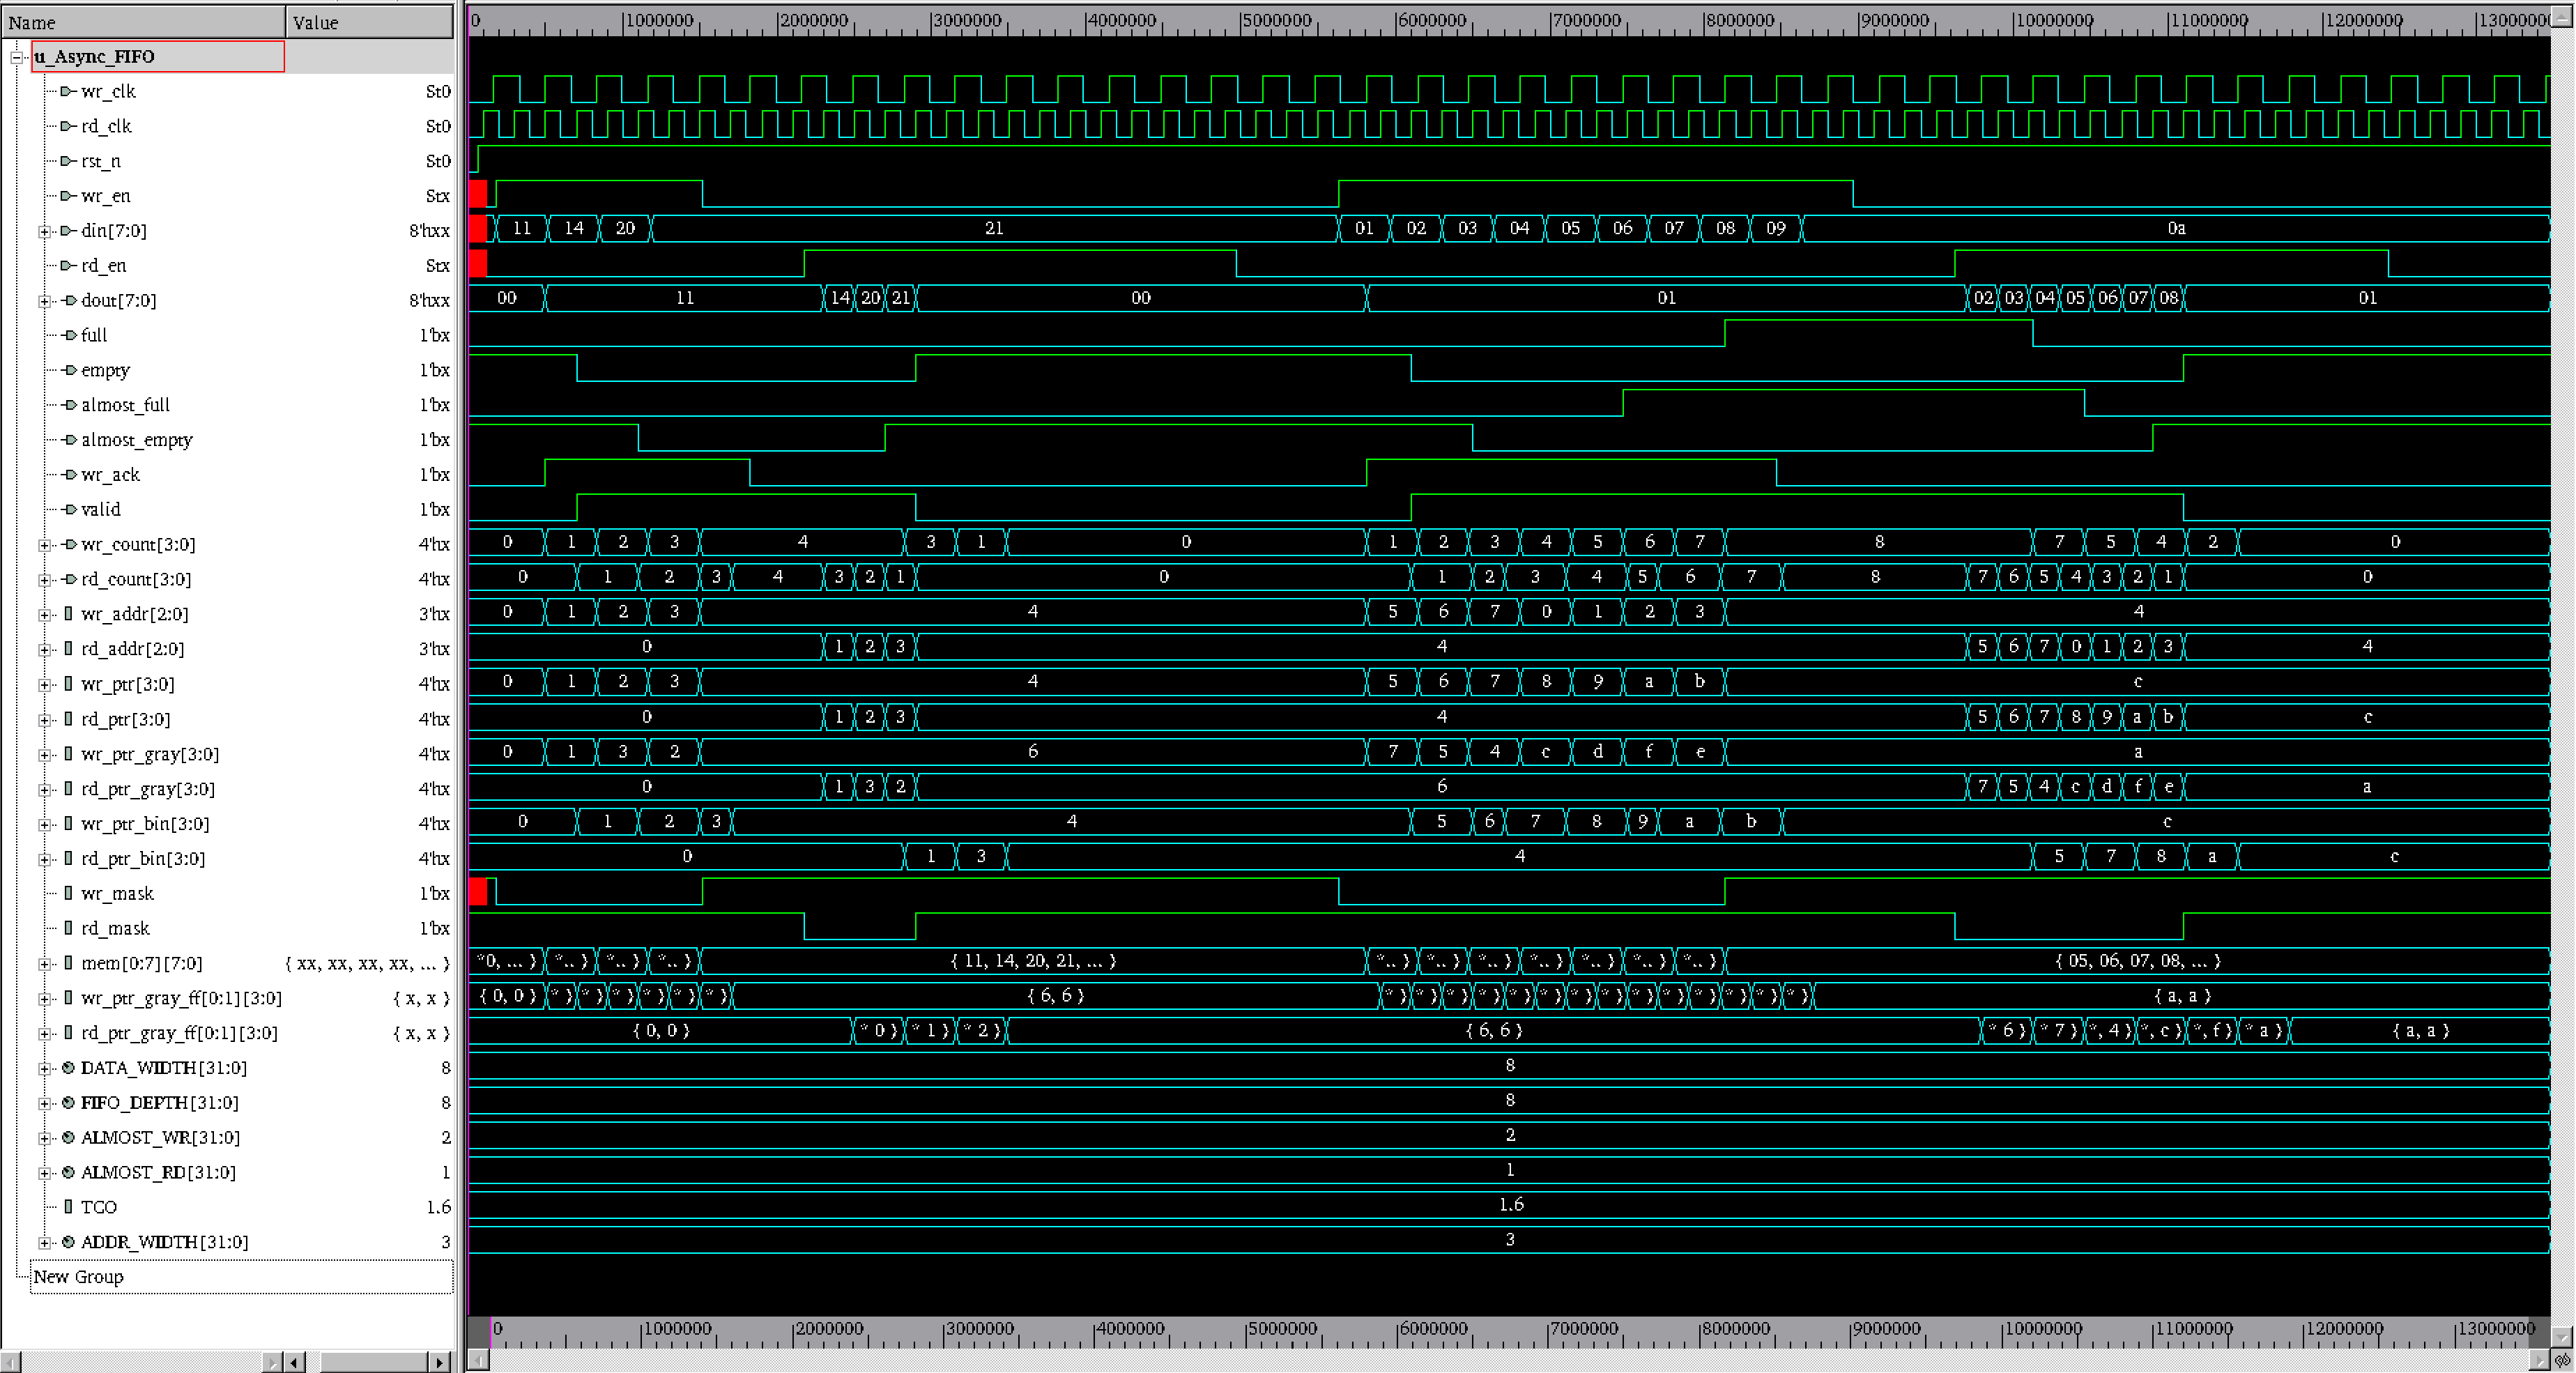 Name Value
0 1000000 2000000 3000000 4000000 5000000 6000000 7000000 8000000 9000000 10000000 11000000 12000000
u_Async_FIFO
wr_clk St0
rd_clk St0
rst_n St0
wr_en Stx
din[7:0] 8'hxx 11 14 20 21 01 02 03 04 05 06 07 08 09 0a
rd_en Stx
dout[7:0] 8'hxx 00 11 14 20 21 00 01 02 03 04 05 06 07 08 01
full 1'bx
empty 1'bx
almost_full 1'bx
almost_empty 1'bx
wr_ack 1'bx
valid 1'bx
wr_count[3:0] 4'hx 0 1 2 3 4 3 1 0 1 2 3 4 5 6 7 8 7 5 4 2 0
rd_count[3:0] 4'hx 0 1 2 3 4 3 2 1 0 1 2 3 4 5 6 7 8 7 6 5 4 3 2 1 0
wr_addr[2:0] 3'hx 0 1 2 3 4 5 6 7 0 1 2 3 4
rd_addr[2:0] 3'hx 0 1 2 3 4 5 6 7 0 1 2 3 4
wr_ptr[3:0] 4'hx 0 1 2 3 4 5 6 7 8 9 a b c
rd_ptr[3:0] 4'hx 0 1 2 3 4 5 6 7 8 9 a b c
wr_ptr_gray[3:0] 4'hx 0 1 3 2 6 7 5 4 c d f e a
rd_ptr_gray[3:0] 4'hx 0 1 3 2 6 7 5 4 c d f e a
wr_ptr_bin[3:0] 4'hx 0 1 2 3 4 5 6 7 8 9 a b c
rd_ptr_bin[3:0] 4'hx 0 1 3 4 5 7 8 a c
wr_mask 1'bx
rd_mask 1'bx
mem[0:7][7:0] { xx, xx, xx, xx, ... } *0, ... } *.. } *.. } *.. } { 11, 14, 20, 21, ... } *.. } *.. } *.. } *.. } *.. } *.. } *.. } { 05, 06, 07, 08, ... }
wr_ptr_gray_ff[0:1][3:0] { x, x } { 0, 0 } * } * } * } * } * } * } { 6, 6 } * } * } * } * } * } * } * } * } * } * } * } * } * } * } { a, a }
rd_ptr_gray_ff[0:1][3:0] { x, x } { 0, 0 } * 0 } * 1 } * 2 } { 6, 6 } * 6 } * 7 } *, 4 } *, c } *, f } * a } { a, a }
DATA_WIDTH[31:0] 8 8
FIFO_DEPTH[31:0] 8 8
ALMOST_WR[31:0] 2 2
ALMOST_RD[31:0] 1 1
TCO 1.6 1.6
ADDR_WIDTH[31:0] 3 3
New Group
0 1000000 2000000 3000000 4000000 5000000 6000000 7000000 8000000 9000000 10000000 11000000 12000000 13000000